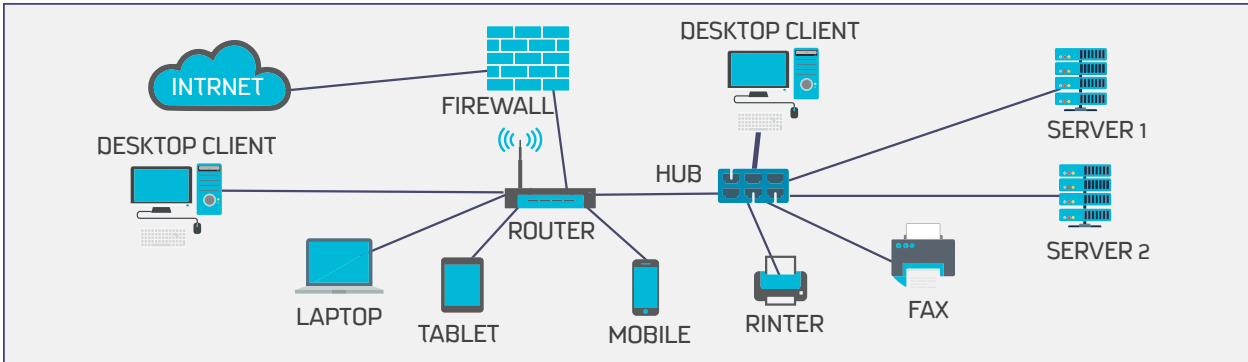 DESKTOP CLIENT
INTRNET
FIREWALL
SERVER 1
DESKTOP CLIENT
HUB
ROUTER
SERVER 2
LAPTOP
TABLET
MOBILE
RINTER
FAX